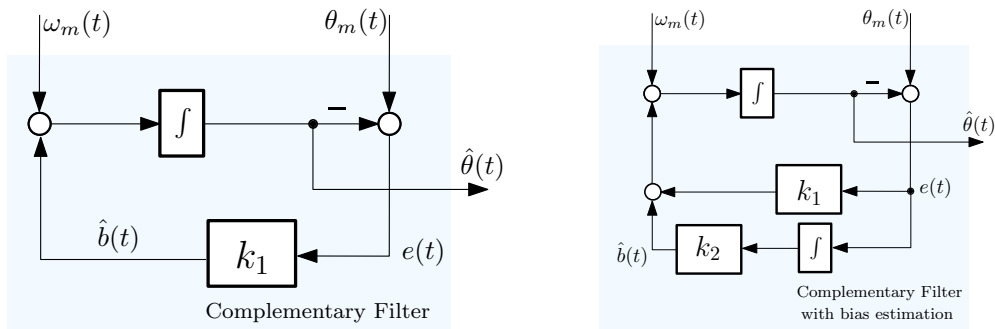 ω_m(t)
θ_m(t)
∫
−
θ̂(t)
b̂(t)
k_1
e(t)
Complementary Filter
ω_m(t)
θ_m(t)
∫
−
θ̂(t)
k_1
e(t)
b̂(t)
k_2
∫
Complementary Filter
with bias estimation